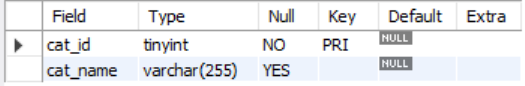 Field Type Null Key Default Extra
cat_id tinyint NO PRI NULL
cat_name varchar(255) YES NULL